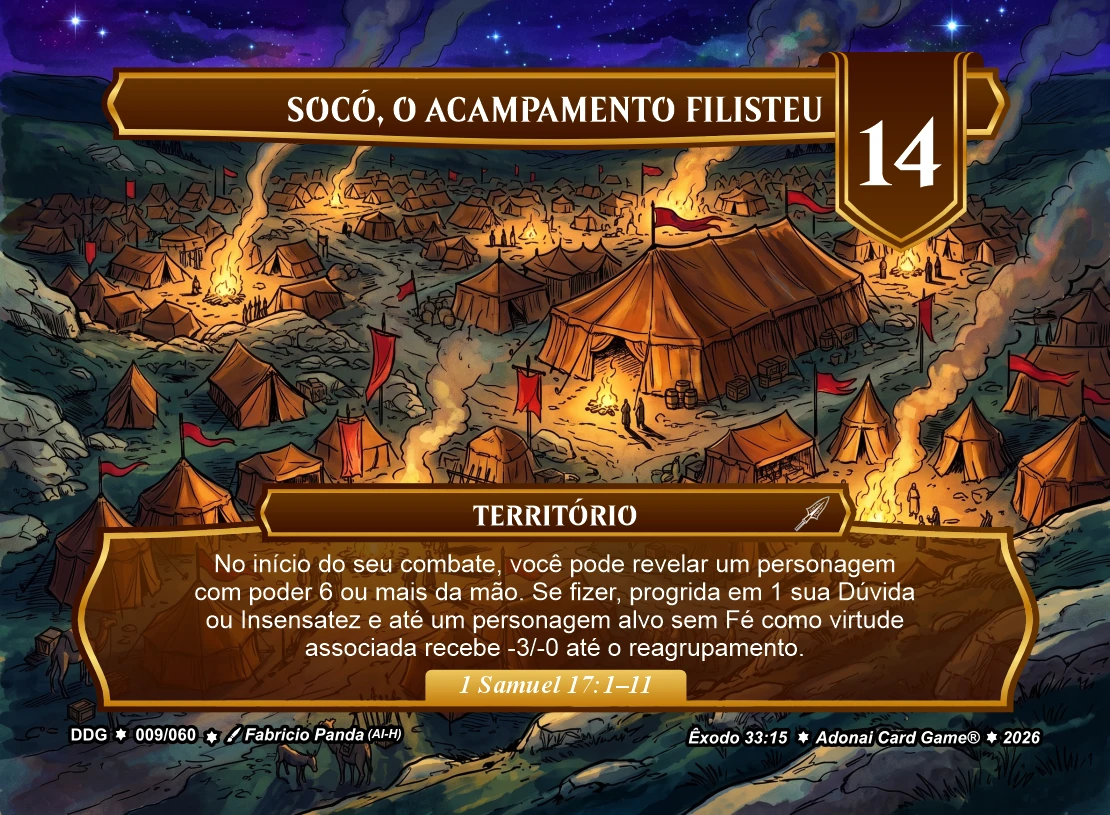 SOCÓ, O ACAMPAMENTO FILISTEU
14
TERRITÓRIO
No início do seu combate, você pode revelar um personagem
com poder 6 ou mais da mão. Se fizer, progrida em 1 sua Dúvida
ou Insensatez e até um personagem alvo sem Fé como virtude
associada recebe -3/-0 até o reagrupamento.
1 Samuel 17:1–11
DDG ✶ 009/060 ✶ Fabricio Panda (AI-H)
Êxodo 33:15 ✶ Adonai Card Game® ✶ 2026